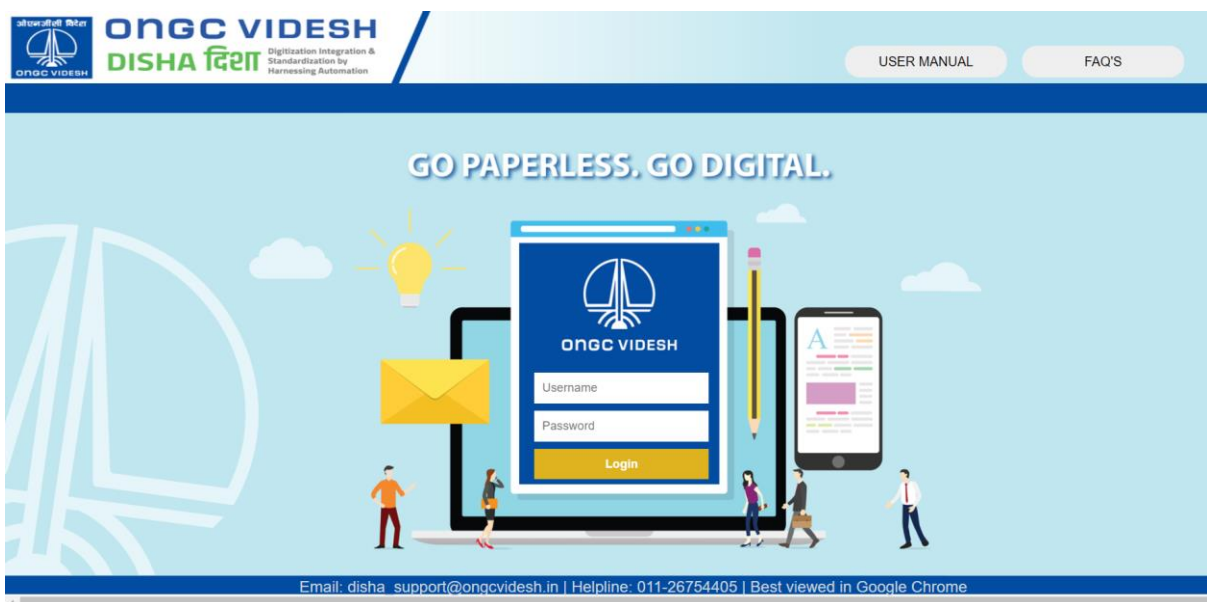 ओएनजीसी विदेश
ONGC VIDESH
ONGC VIDESH
DISHA दिशा
Digitization Integration &
Standardization by
Harnessing Automation
USER MANUAL
FAQ'S
GO PAPERLESS. GO DIGITAL.
ONGC VIDESH
Username
Password
Login
A
Email: disha_support@ongcvidesh.in | Helpline: 011-26754405 | Best viewed in Google Chrome